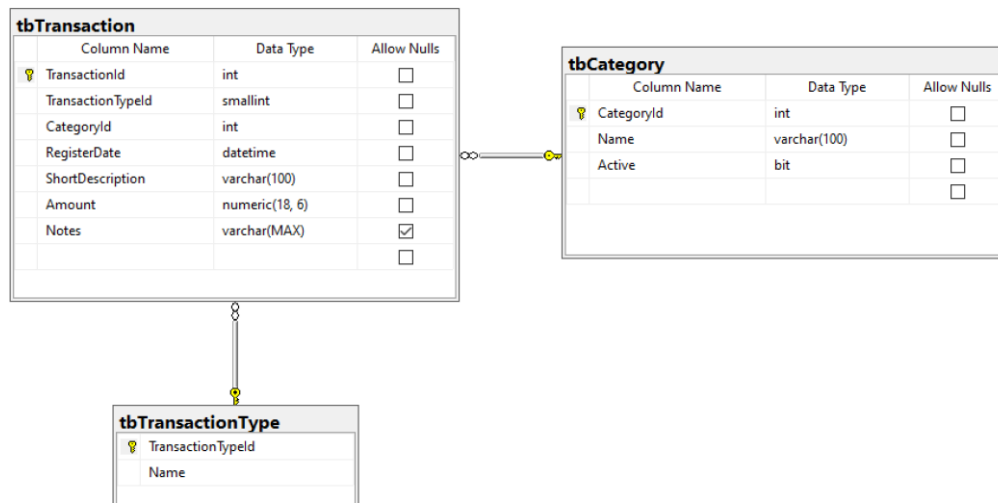 tbTransaction
Column Name Data Type Allow Nulls
TransactionId int
TransactionTypeId smallint
CategoryId int
RegisterDate datetime
ShortDescription varchar(100)
Amount numeric(18, 6)
Notes varchar(MAX)
tbCategory
Column Name Data Type Allow Nulls
CategoryId int
Name varchar(100)
Active bit
tbTransactionType
TransactionTypeId
Name